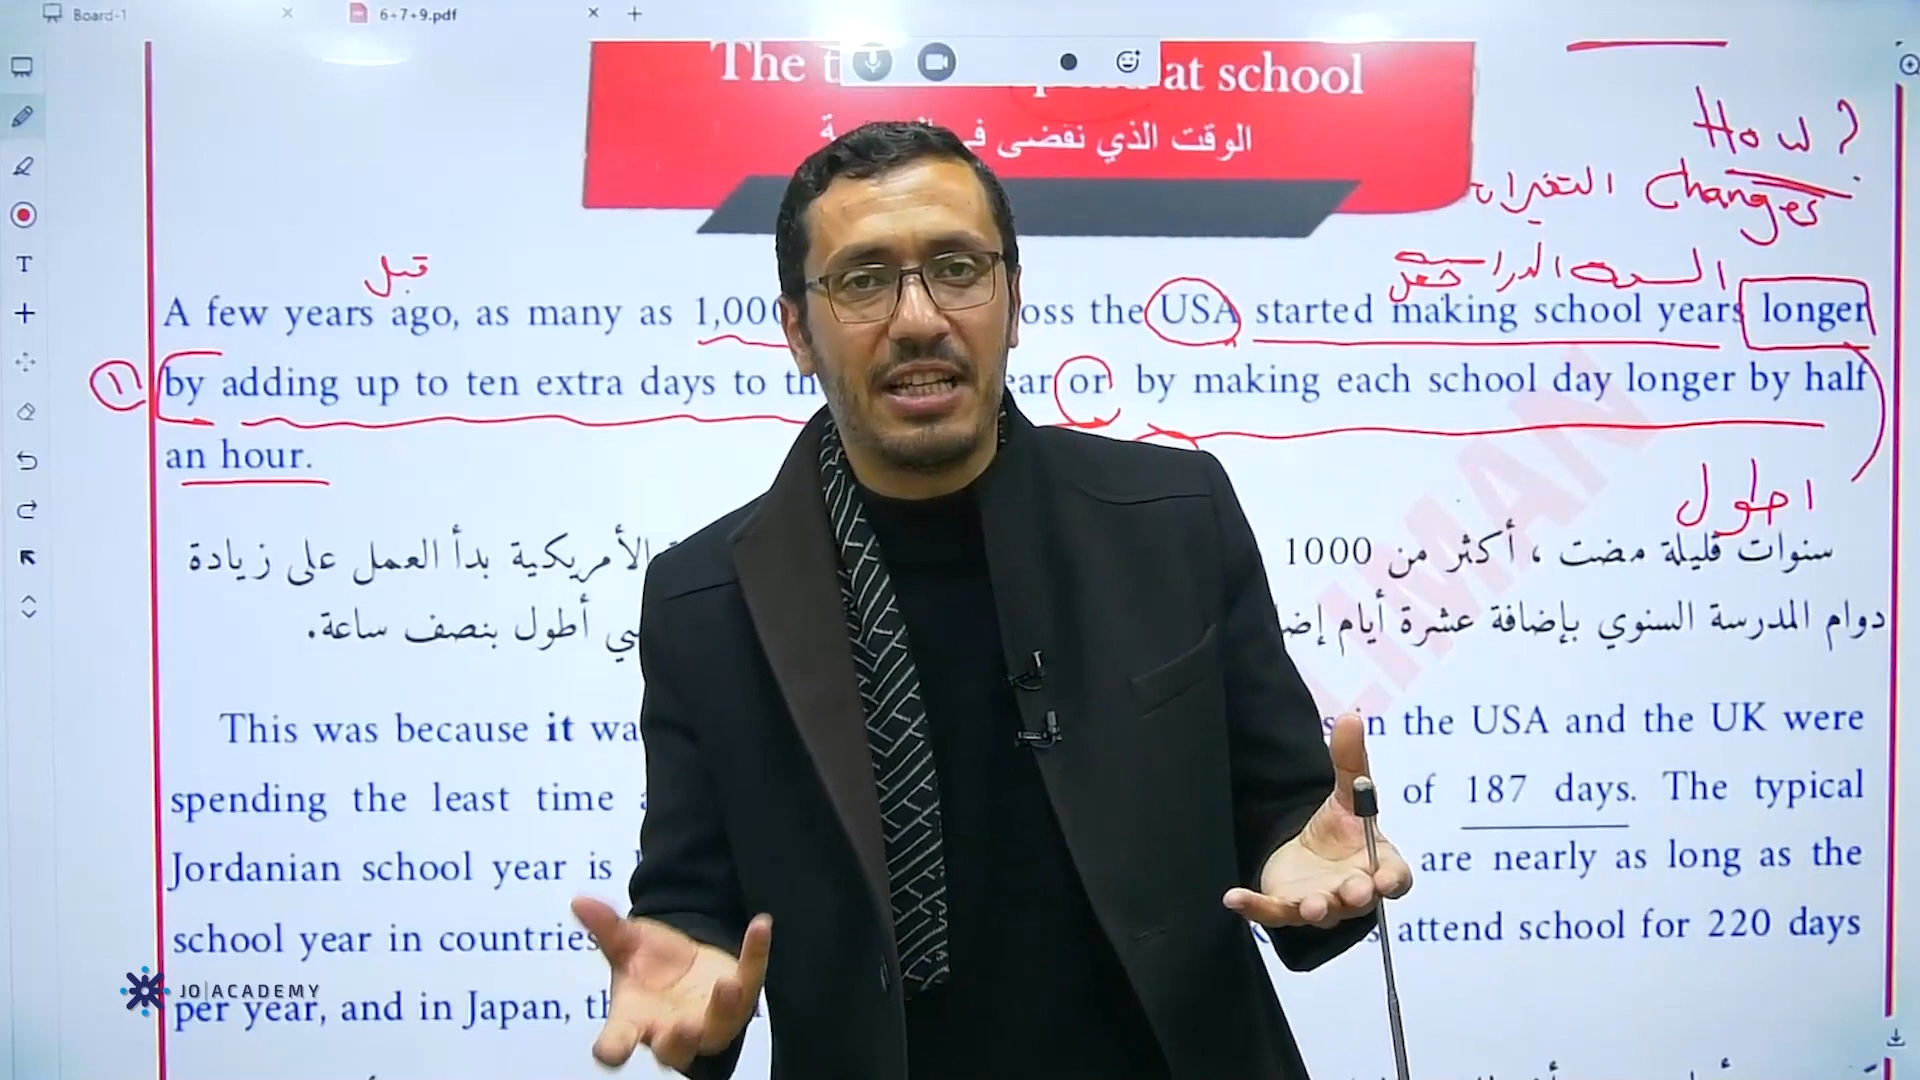 Board-1
6+7+9.pdf
The t at school
الوقت الذي نقضي ف ة
How?
Changes التغيرات
قبل
السنة الدراسية
جعل
A few years ago, as many as 1,000 oss the USA started making school years longer
1
by adding up to ten extra days to th ear or by making each school day longer by half
an hour.
اطول
سنوات قليلة مضت ، أكثر من 1000 الأمريكية بدأ العمل على زيادة
دوام المدرسة السنوي بإضافة عشرة أيام إض ي أطول بنصف ساعة.
LIMAN
This was because it wa s in the USA and the UK were
spending the least time of 187 days. The typical
Jordanian school year is are nearly as long as the
school year in countries attend school for 220 days
per year, and in Japan, th
JO ACADEMY